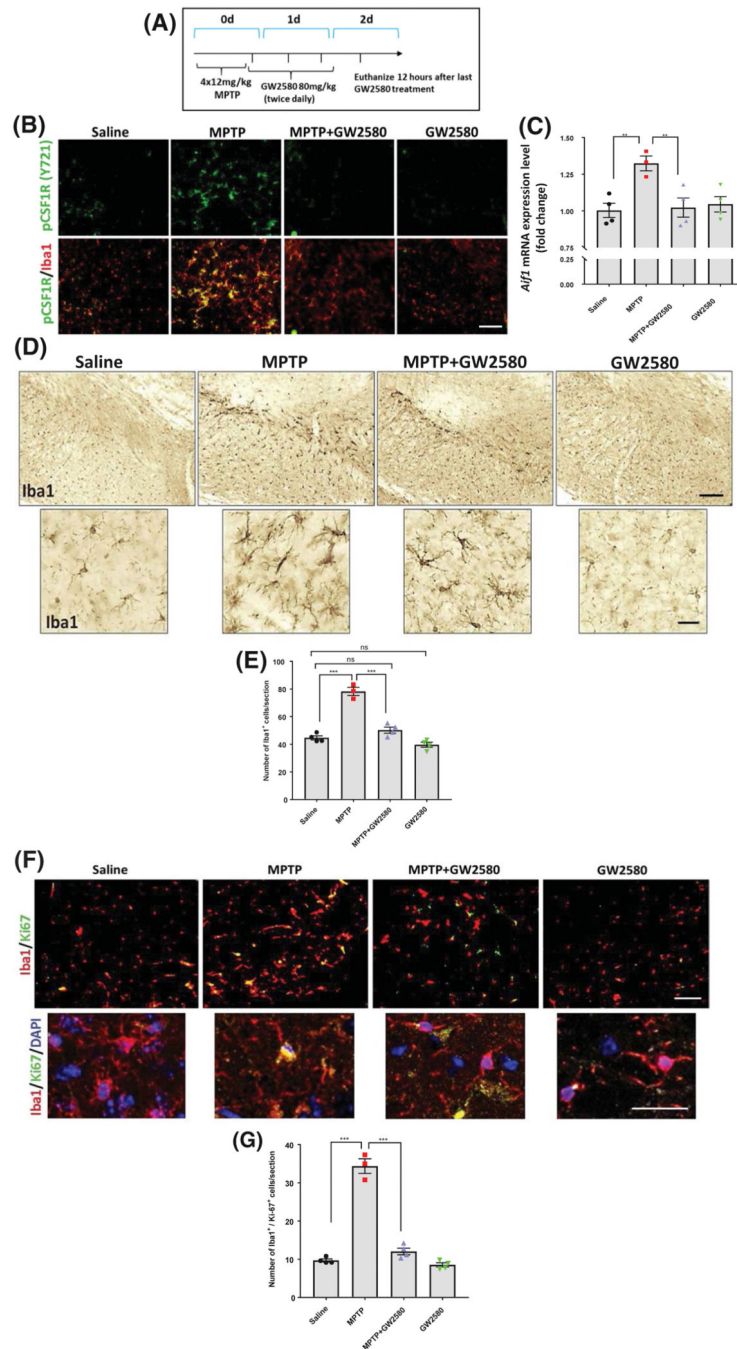 (A)
0d 1d 2d
4x12mg/kg
MPTP
GW2580 80mg/kg
(twice daily)
Euthanize 12 hours after last
GW2580 treatment
(B)
Saline MPTP MPTP+GW2580 GW2580
pCSF1R (Y721)
pCSF1R/Iba1
(C)
Aif1 mRNA expression level
(fold change)
1.50
1.25
1.00
0.75
0.25
0.00
** **
Saline MPTP MPTP+GW2580 GW2580
(D)
Saline MPTP MPTP+GW2580 GW2580
Iba1
Iba1
(E)
Number of Iba1+ cells/section
100
80
60
40
20
0
ns
ns
*** ***
Saline MPTP MPTP+GW2580 GW2580
(F)
Saline MPTP MPTP+GW2580 GW2580
Iba1/Ki67
Iba1/Ki67/DAPI
(G)
Number of Iba1+ / Ki-67+ cells/section
40
30
20
10
0
*** ***
Saline MPTP MPTP+GW2580 GW2580